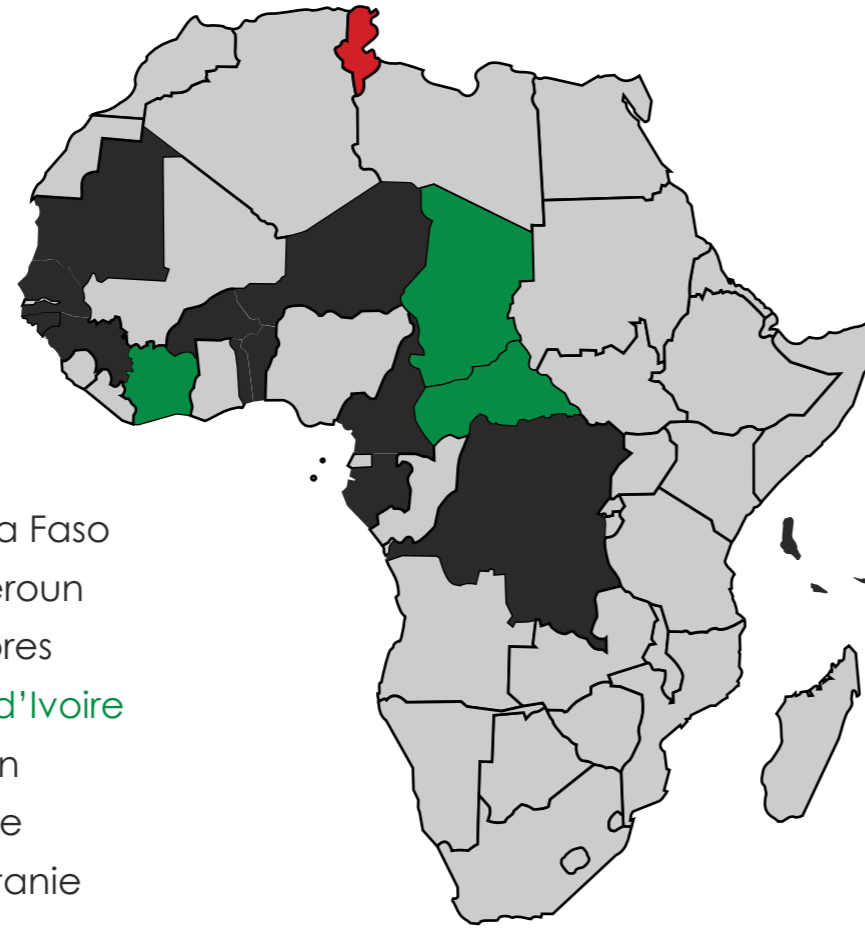 a Faso
eroun
ores
d’Ivoire
n
e
ranie